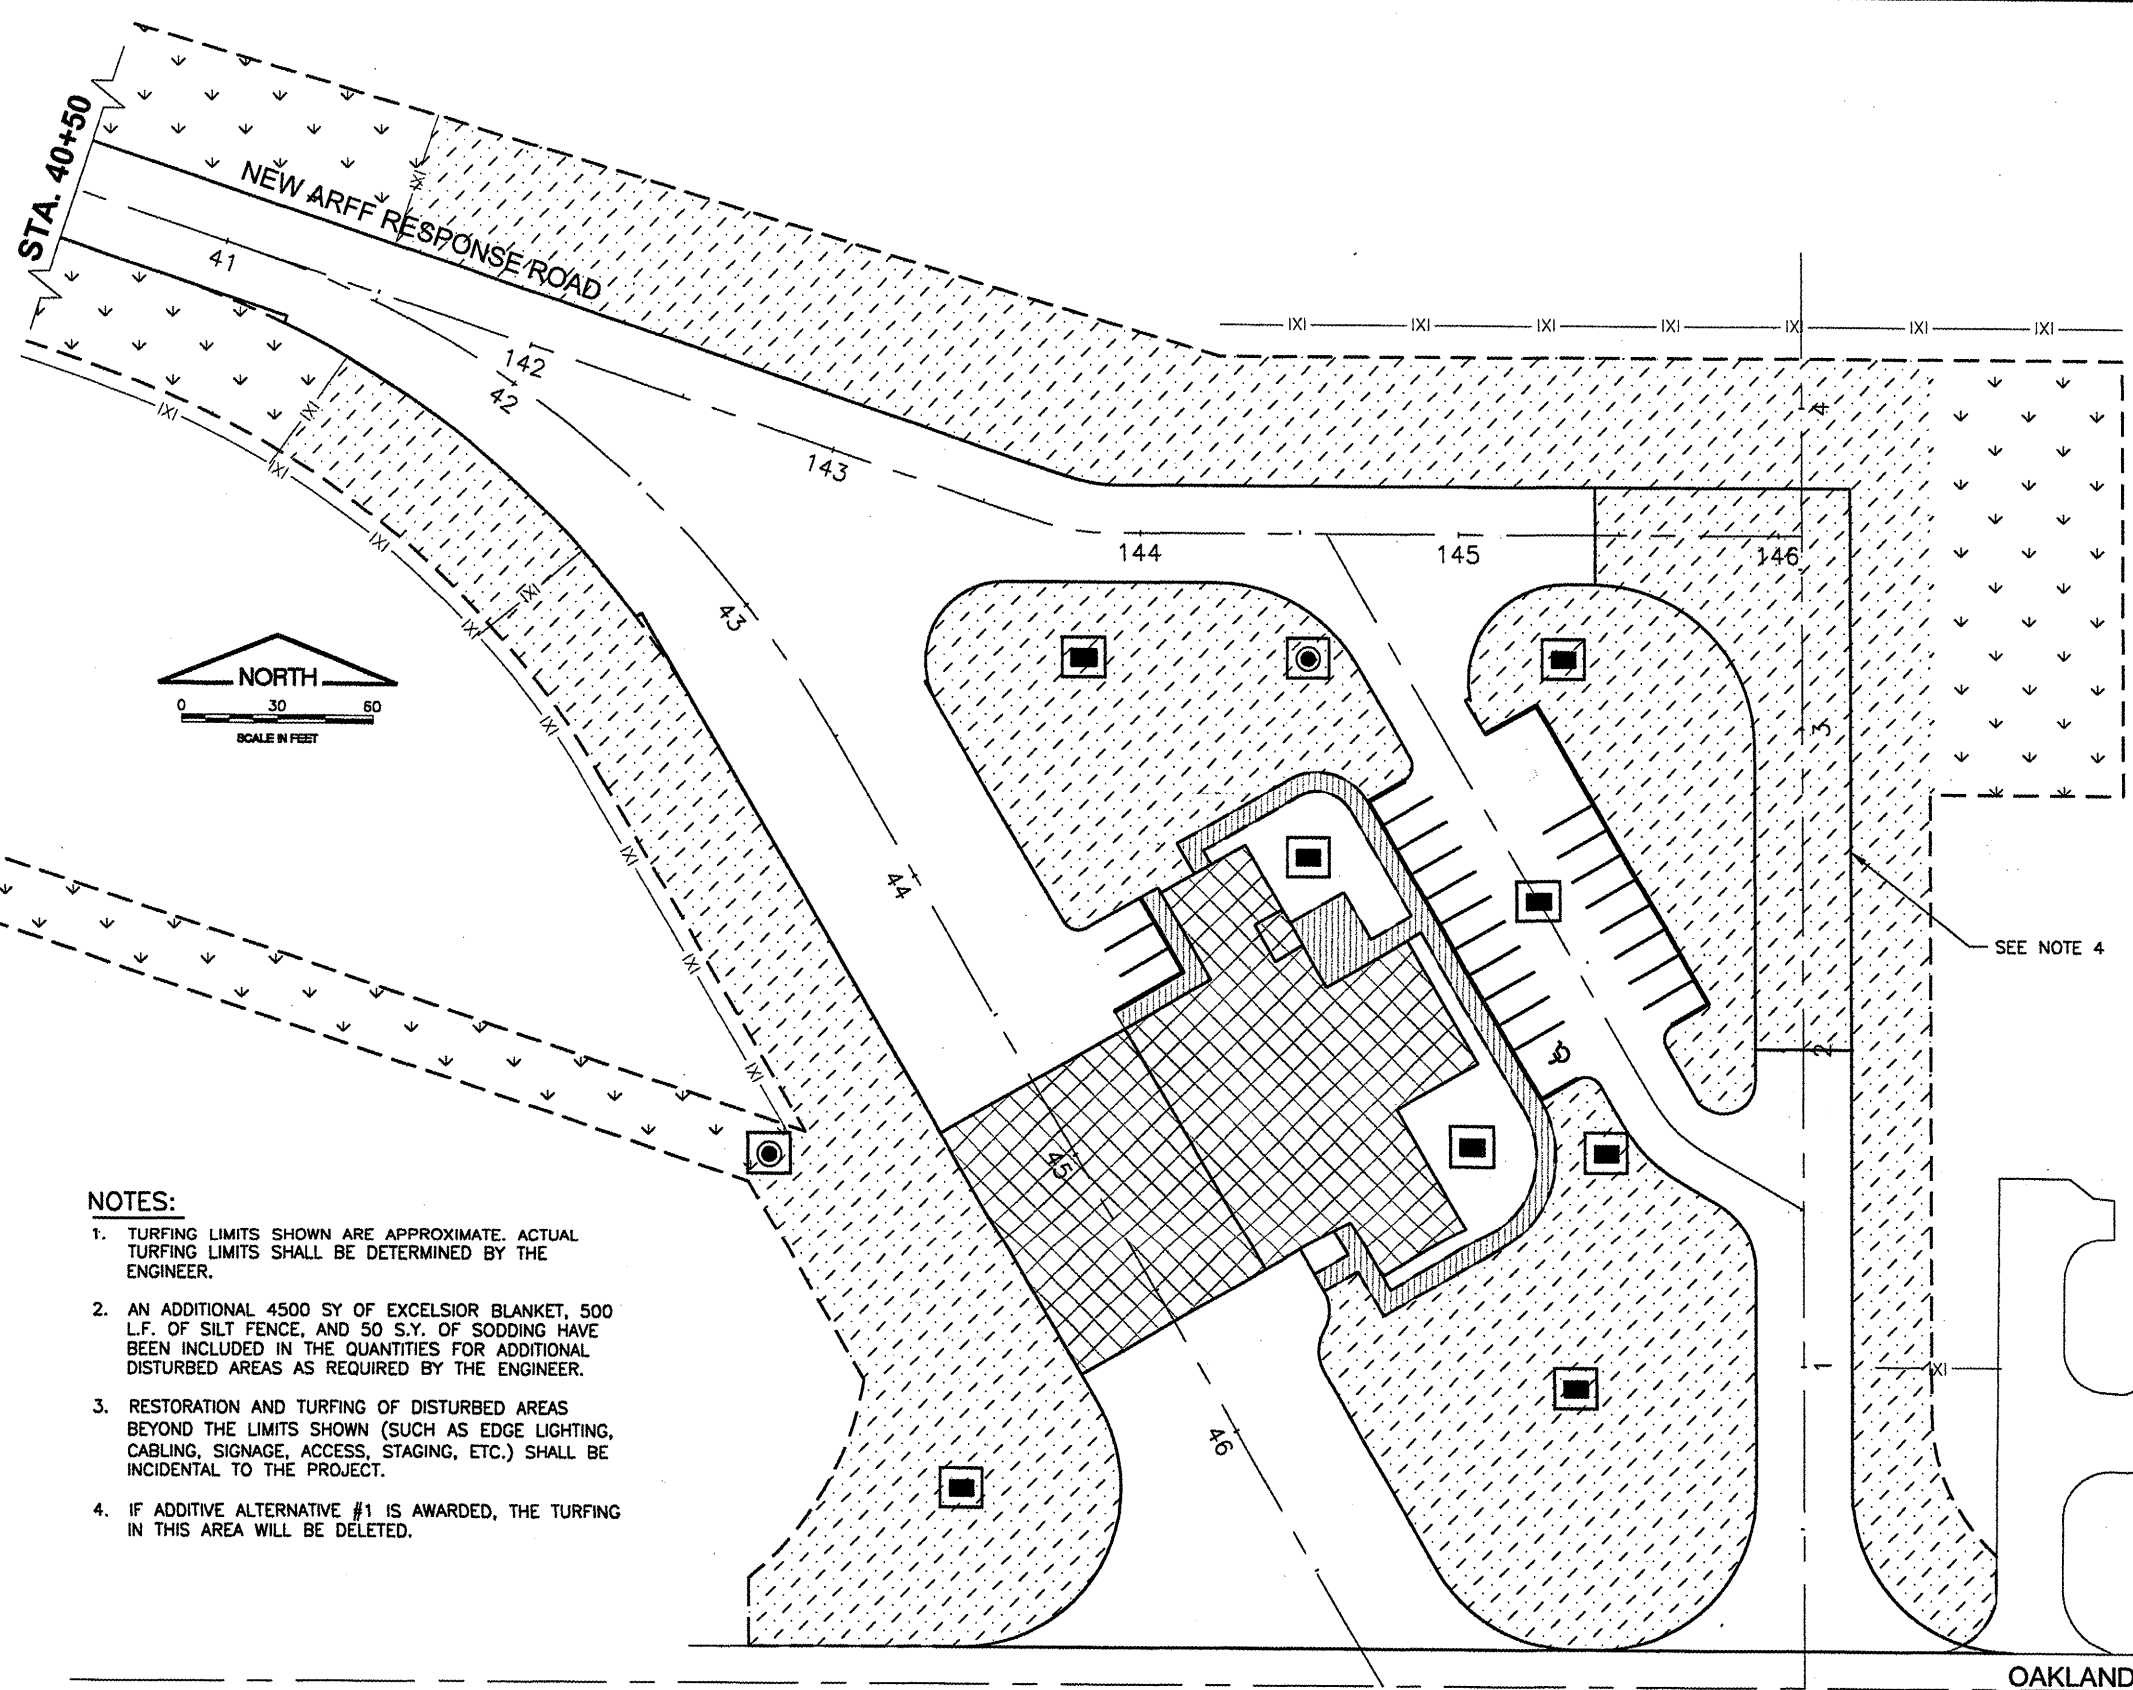 STA. 40+50
NEW ARFF RESPONSE ROAD
41
142
42
143
4
144
145
146
43
NORTH
0 30 60
SCALE IN FEET
3
44
SEE NOTE 4
2
45
1
46
NOTES:
1. TURFING LIMITS SHOWN ARE APPROXIMATE. ACTUAL
TURFING LIMITS SHALL BE DETERMINED BY THE
ENGINEER.
2. AN ADDITIONAL 4500 SY OF EXCELSIOR BLANKET, 500
L.F. OF SILT FENCE, AND 50 S.Y. OF SODDING HAVE
BEEN INCLUDED IN THE QUANTITIES FOR ADDITIONAL
DISTURBED AREAS AS REQUIRED BY THE ENGINEER.
3. RESTORATION AND TURFING OF DISTURBED AREAS
BEYOND THE LIMITS SHOWN (SUCH AS EDGE LIGHTING,
CABLING, SIGNAGE, ACCESS, STAGING, ETC.) SHALL BE
INCIDENTAL TO THE PROJECT.
4. IF ADDITIVE ALTERNATIVE #1 IS AWARDED, THE TURFING
IN THIS AREA WILL BE DELETED.
OAKLAND